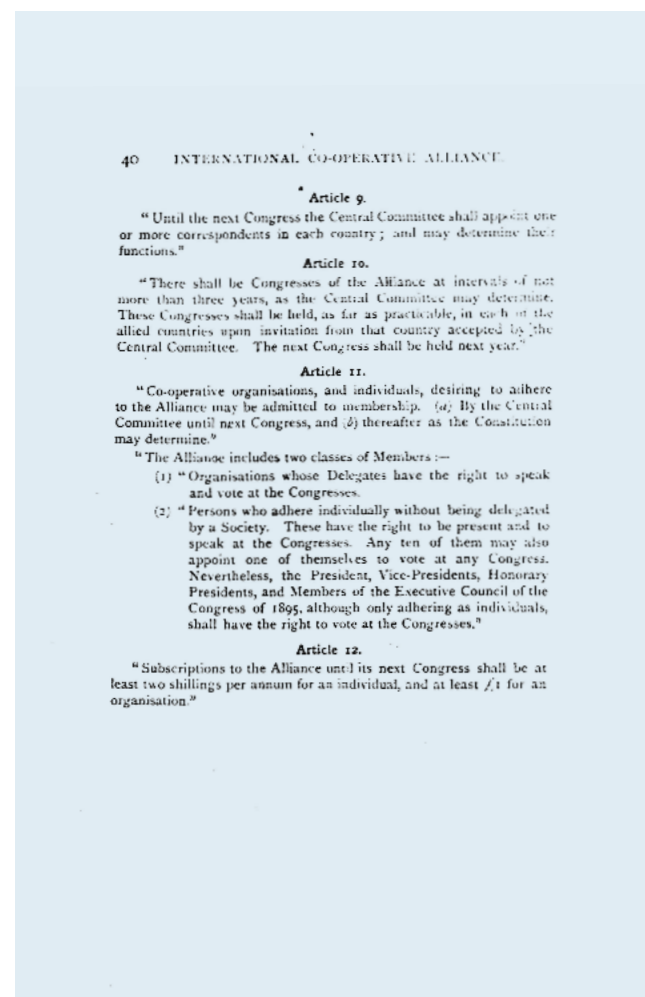 40 INTERNATIONAL CO-OPERATIVE ALLIANCE.
Article 9.
"Until the next Congress the Central Committee shall appoint one
or more correspondents in each country; and may determine their
functions."
Article 10.
"There shall be Congresses of the Alliance at intervals of not
more than three years, as the Central Committee may determine.
These Congresses shall be held, as far as practicable, in each of the
allied countries upon invitation from that country accepted by the
Central Committee. The next Congress shall be held next year."
Article 11.
"Co-operative organisations, and individuals, desiring to adhere
to the Alliance may be admitted to membership. (a) By the Central
Committee until next Congress, and (b) thereafter as the Constitution
may determine."
"The Alliance includes two classes of Members:—
(1) "Organisations whose Delegates have the right to speak
and vote at the Congresses.
(2) "Persons who adhere individually without being delegated
by a Society. These have the right to be present and to
speak at the Congresses. Any ten of them may also
appoint one of themselves to vote at any Congress.
Nevertheless, the President, Vice-Presidents, Honorary
Presidents, and Members of the Executive Council of the
Congress of 1895, although only adhering as individuals,
shall have the right to vote at the Congresses."
Article 12.
"Subscriptions to the Alliance until its next Congress shall be at
least two shillings per annum for an individual, and at least £1 for an
organisation."